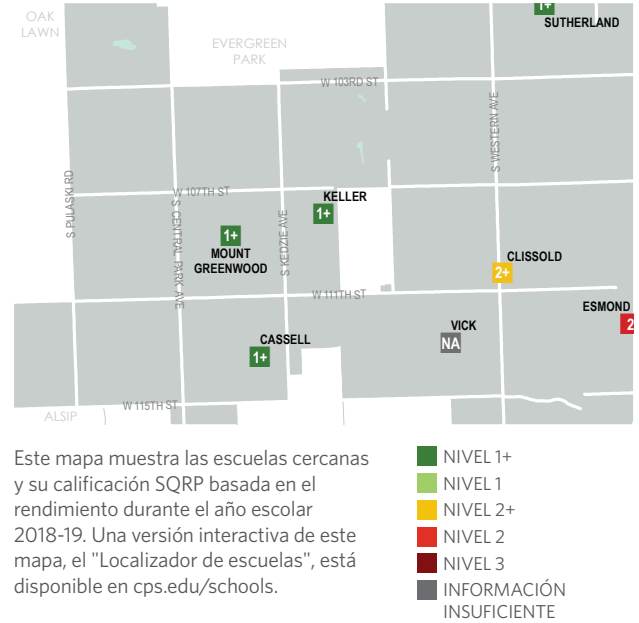 OAK
LAWN
1+
SUTHERLAND
EVERGREEN
PARK
W 103RD ST
S WESTERN AVE
S PULASKI RD
W 107TH ST
S CENTRAL PARK AVE
S KEDZIE AVE
KELLER
1+
1+
MOUNT
GREENWOOD
CLISSOLD
2+
W 111TH ST
ESMOND
2
VICK
NA
CASSELL
1+
W 115TH ST
ALSIP
Este mapa muestra las escuelas cercanas
y su calificación SQRP basada en el
rendimiento durante el año escolar
2018-19. Una versión interactiva de este
mapa, el "Localizador de escuelas", está
disponible en cps.edu/schools.
NIVEL 1+
NIVEL 1
NIVEL 2+
NIVEL 2
NIVEL 3
INFORMACIÓN
INSUFICIENTE